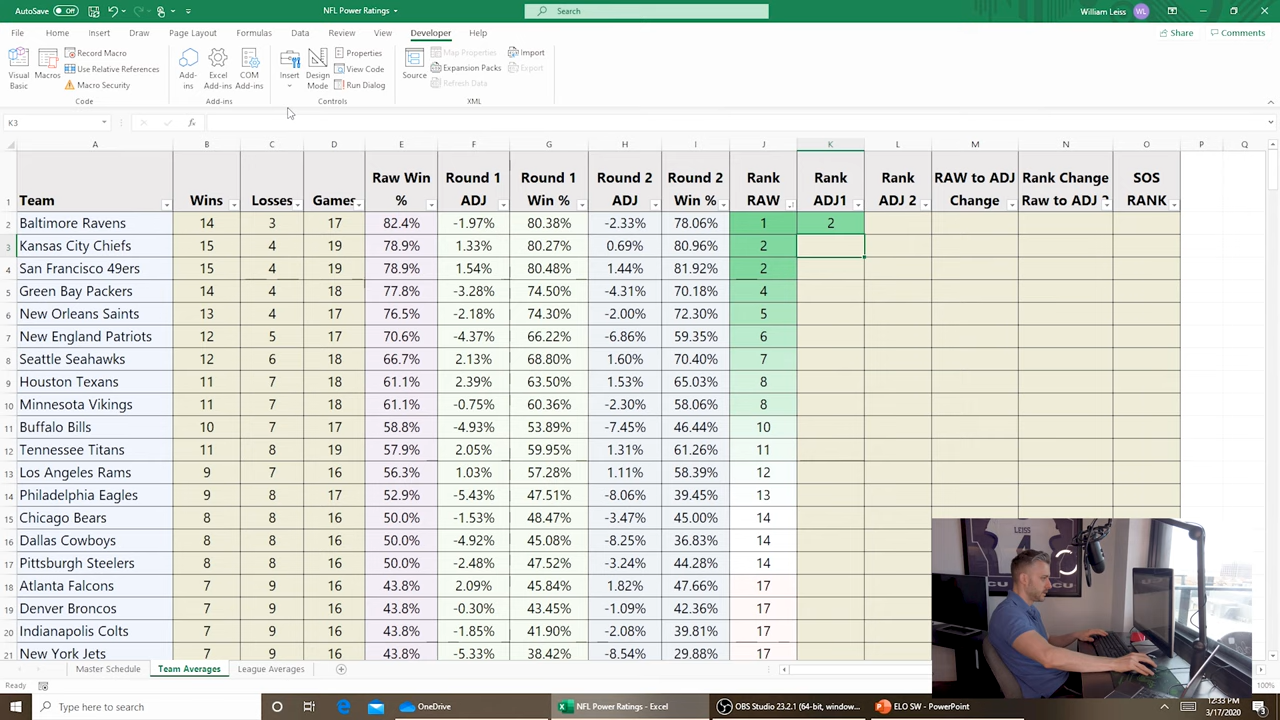 AutoSave Off NFL Power Ratings Search William Leiss WL
File Home Insert Draw Page Layout Formulas Data Review View Developer Help Share Comments
Visual Basic Macros Record Macro Use Relative References Macro Security Code
Add-ins Excel Add-ins COM Add-ins Add-ins
Insert Design Mode Properties View Code Run Dialog Controls
Source Map Properties Expansion Packs Refresh Data Import Export XML
K3 fx
A B C D E F G H I J K L M N O P Q
1 Team Wins Losses Games Raw Win % Round 1 ADJ Round 1 Win % Round 2 ADJ Round 2 Win % Rank RAW Rank ADJ1 Rank ADJ 2 RAW to ADJ Change Rank Change Raw to ADJ 2 SOS RANK
2 Baltimore Ravens 14 3 17 82.4% -1.97% 80.38% -2.33% 78.06% 1 2
3 Kansas City Chiefs 15 4 19 78.9% 1.33% 80.27% 0.69% 80.96% 2
4 San Francisco 49ers 15 4 19 78.9% 1.54% 80.48% 1.44% 81.92% 2
5 Green Bay Packers 14 4 18 77.8% -3.28% 74.50% -4.31% 70.18% 4
6 New Orleans Saints 13 4 17 76.5% -2.18% 74.30% -2.00% 72.30% 5
7 New England Patriots 12 5 17 70.6% -4.37% 66.22% -6.86% 59.35% 6
8 Seattle Seahawks 12 6 18 66.7% 2.13% 68.80% 1.60% 70.40% 7
9 Houston Texans 11 7 18 61.1% 2.39% 63.50% 1.53% 65.03% 8
10 Minnesota Vikings 11 7 18 61.1% -0.75% 60.36% -2.30% 58.06% 8
11 Buffalo Bills 10 7 17 58.8% -4.93% 53.89% -7.45% 46.44% 10
12 Tennessee Titans 11 8 19 57.9% 2.05% 59.95% 1.31% 61.26% 11
13 Los Angeles Rams 9 7 16 56.3% 1.03% 57.28% 1.11% 58.39% 12
14 Philadelphia Eagles 9 8 17 52.9% -5.43% 47.51% -8.06% 39.45% 13
15 Chicago Bears 8 8 16 50.0% -1.53% 48.47% -3.47% 45.00% 14
16 Dallas Cowboys 8 8 16 50.0% -4.92% 45.08% -8.25% 36.83% 14
17 Pittsburgh Steelers 8 8 16 50.0% -2.48% 47.52% -3.24% 44.28% 14
18 Atlanta Falcons 7 9 16 43.8% 2.09% 45.84% 1.82% 47.66% 17
19 Denver Broncos 7 9 16 43.8% -0.30% 43.45% -1.09% 42.36% 17
20 Indianapolis Colts 7 9 16 43.8% -1.85% 41.90% -2.08% 39.81% 17
21 New York Jets 7 9 16 43.8% -5.33% 38.42% -8.54% 29.88% 17
Master Schedule Team Averages League Averages
Ready 100%
Type here to search OneDrive NFL Power Ratings - Excel OBS Studio 23.2.1 (64-bit, window... ELO SW - PowerPoint 12:33 PM
3/17/2020